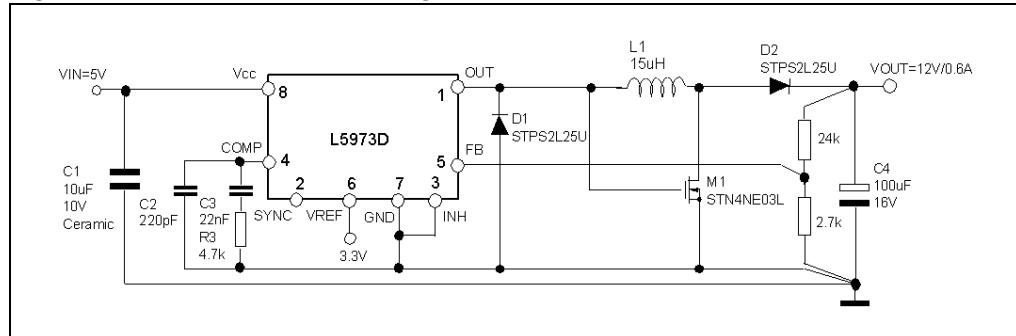 VIN=5V
Vcc
8
OUT
1
L1
15uH
D2
STPS2L25U
VOUT=12V/0.6A
L5973D
D1
STPS2L25U
24k
COMP
4
FB
5
C1
10uF
10V
Ceramic
C2
220pF
C3
22nF
R3
4.7k
2
SYNC
6
VREF
7
GND
3
INH
3.3V
M1
STN4NE03L
2.7k
C4
100uF
16V